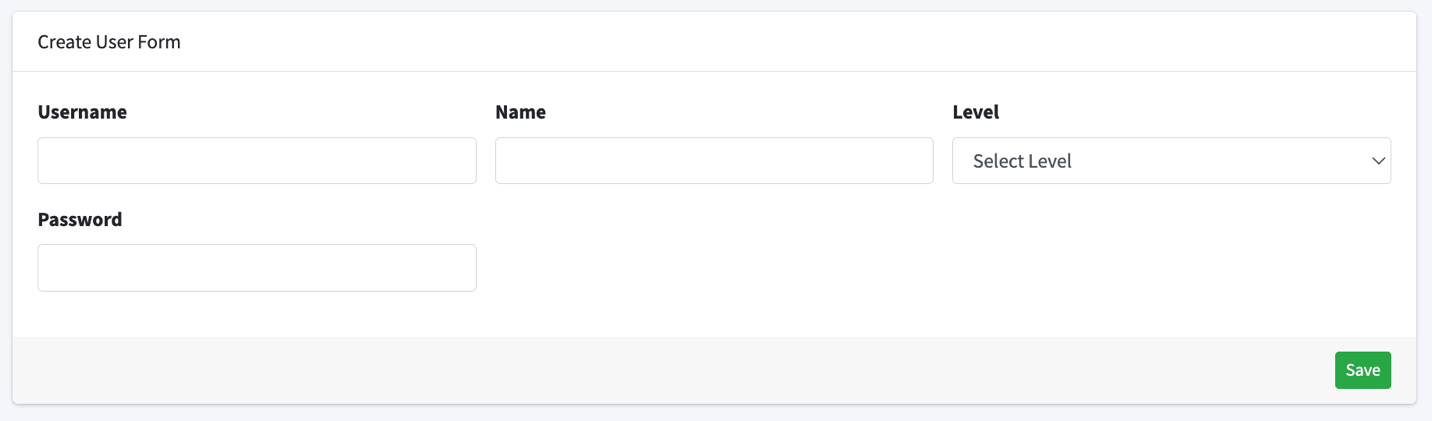 Create User Form
Username
Name
Level
Select Level
Password
Save